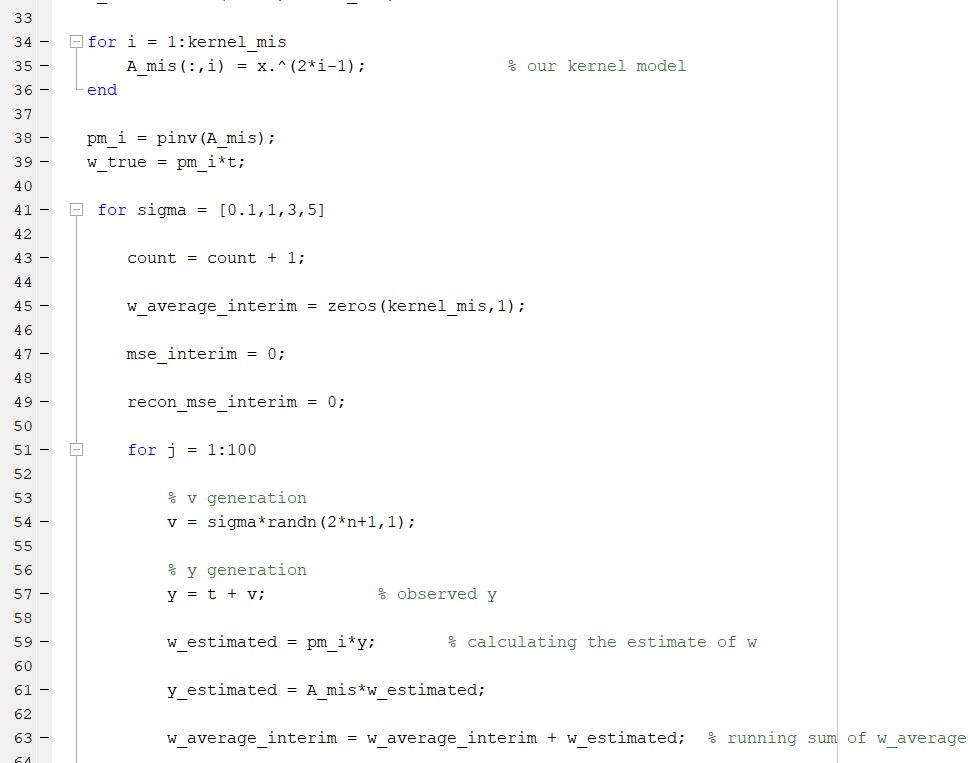 33
34 for i = 1:kernel_mis
35 A_mis(:,i) = x.^(2*i-1); % our kernel model
36 end
37
38 pm_i = pinv(A_mis);
39 w_true = pm_i*t;
40
41 for sigma = [0.1,1,3,5]
42
43 count = count + 1;
44
45 w_average_interim = zeros(kernel_mis,1);
46
47 mse_interim = 0;
48
49 recon_mse_interim = 0;
50
51 for j = 1:100
52
53 % v generation
54 v = sigma*randn(2*n+1,1);
55
56 % y generation
57 y = t + v; % observed y
58
59 w_estimated = pm_i*y; % calculating the estimate of w
60
61 y_estimated = A_mis*w_estimated;
62
63 w_average_interim = w_average_interim + w_estimated; % running sum of w_average
64